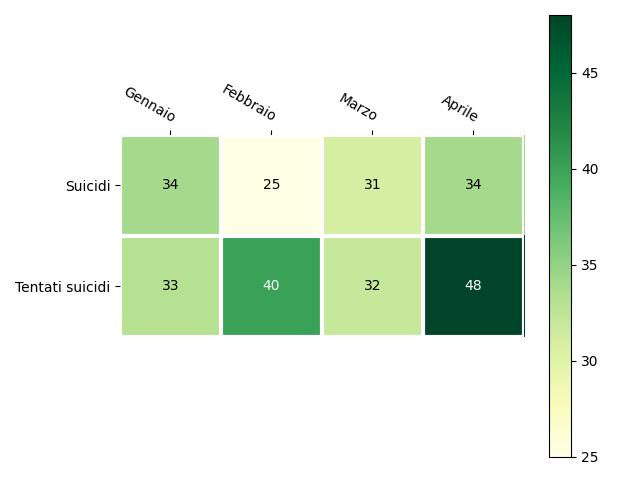 Gennaio Febbraio Marzo Aprile
Suicidi 34 25 31 34
Tentati suicidi 33 40 32 48
45
40
35
30
25